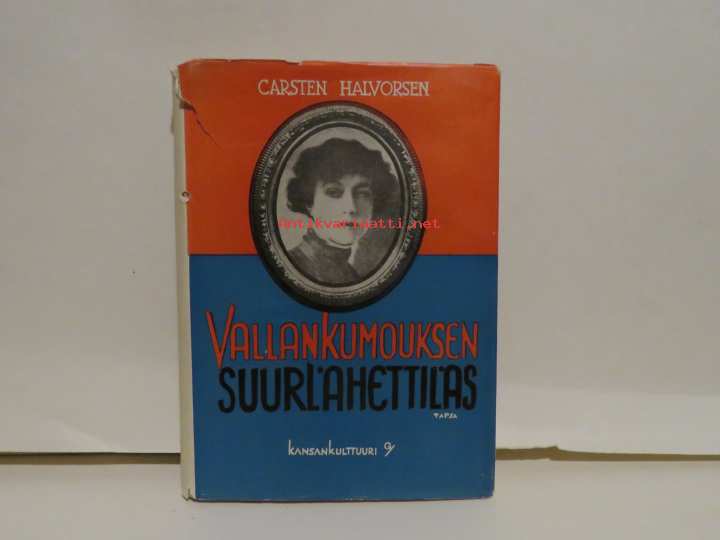 CARSTEN HALVORSEN
Antikvariaatti.net
VALLANKUMOUKSEN
SUURLÄHETTILÄS
TAPSA
KANSANKULTTUURI O/Y